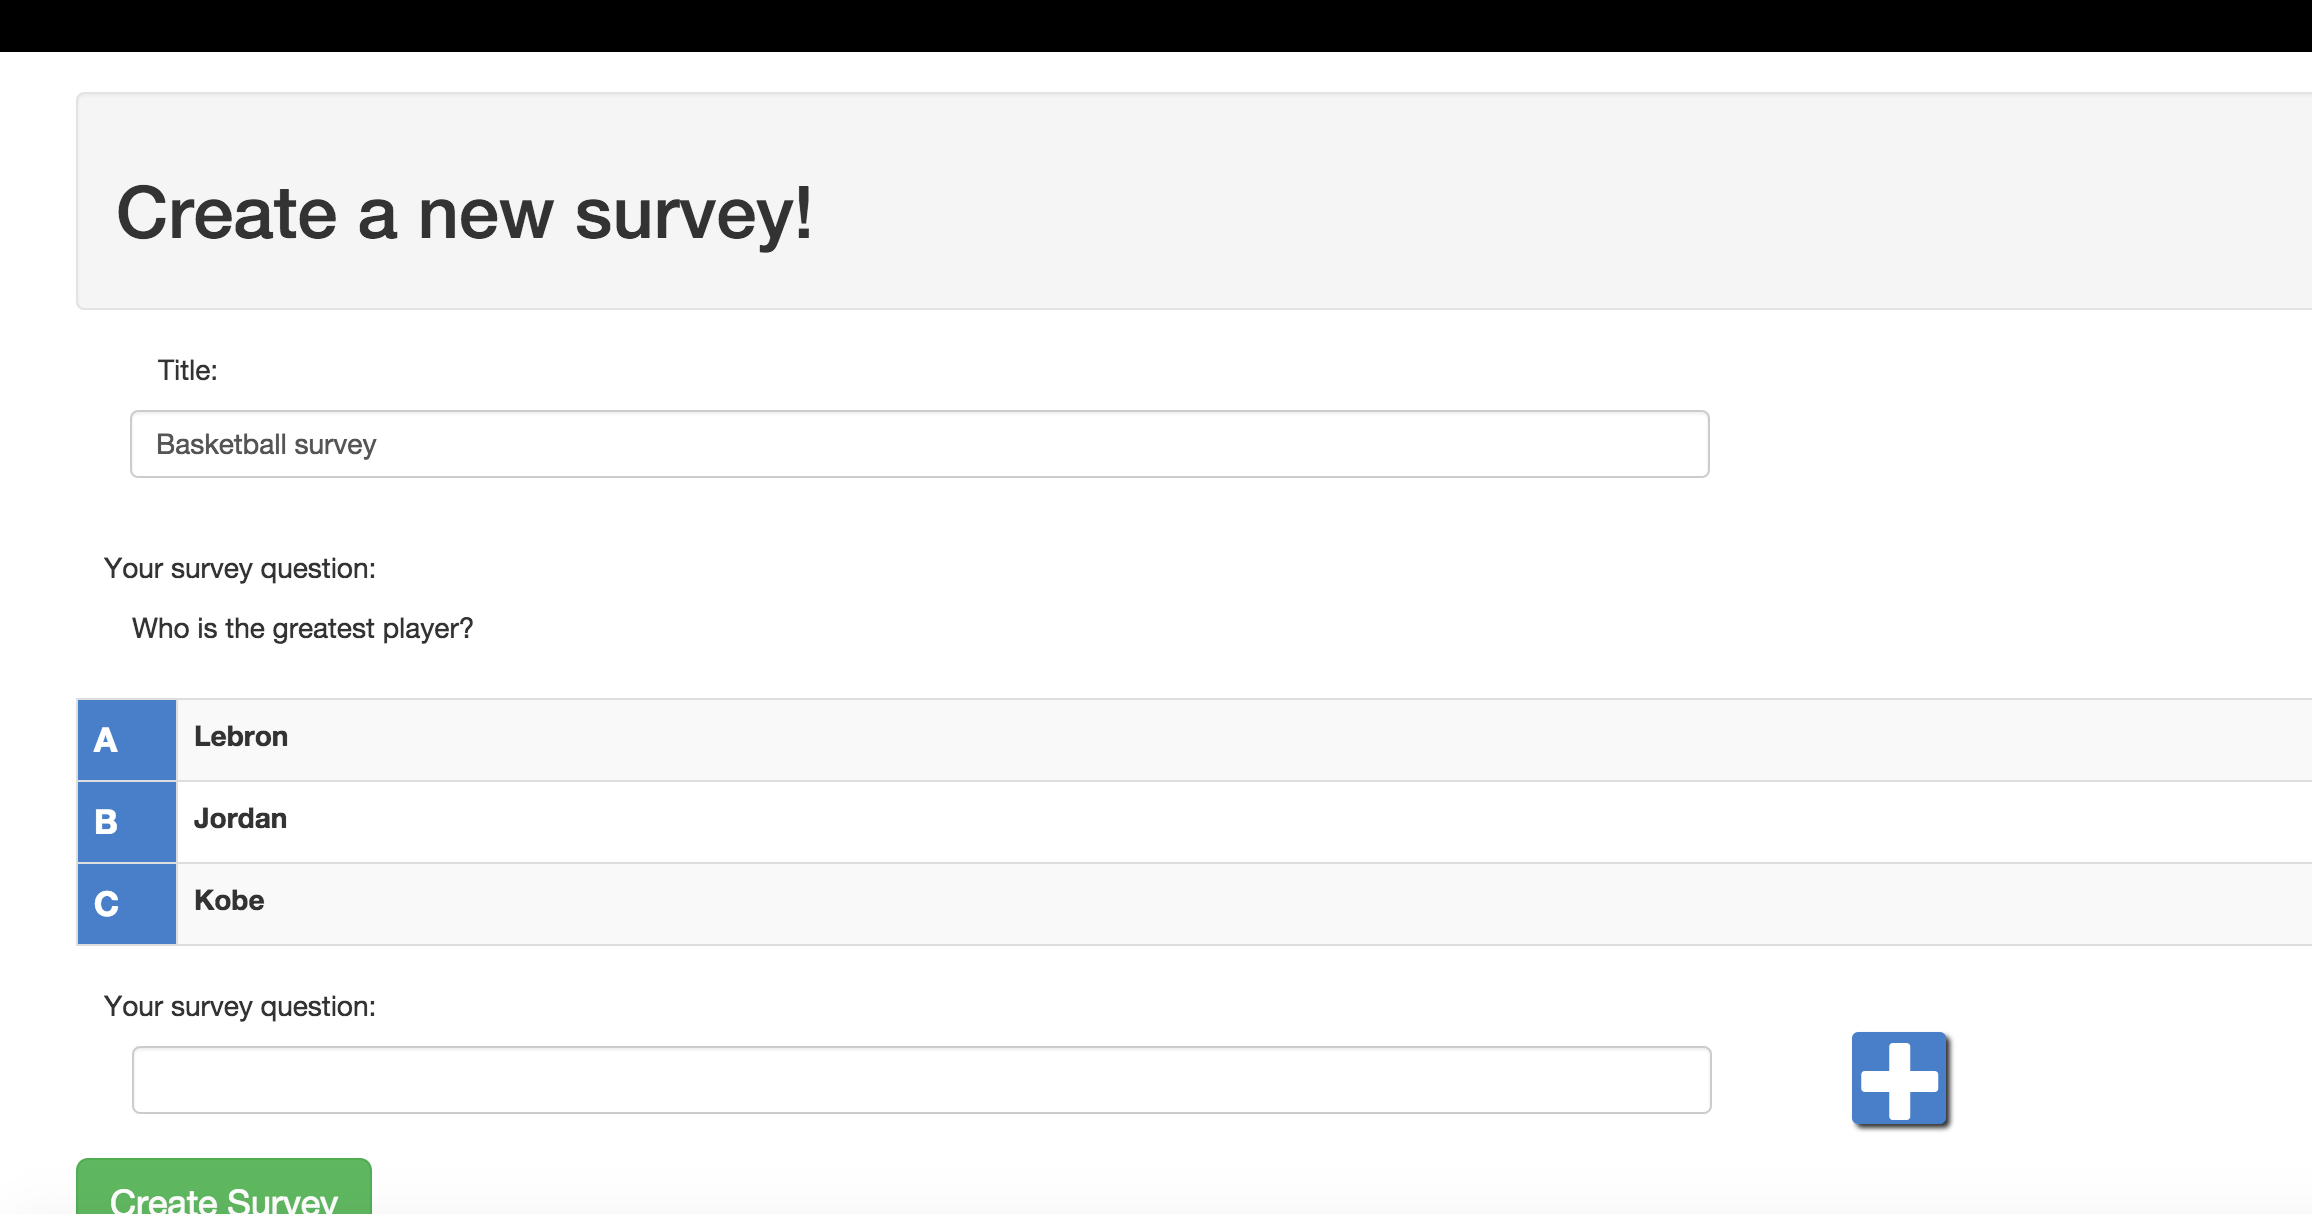 Create a new survey!
Title:
Basketball survey
Your survey question:
Who is the greatest player?
A Lebron
B Jordan
C Kobe
Your survey question:
Create Survey